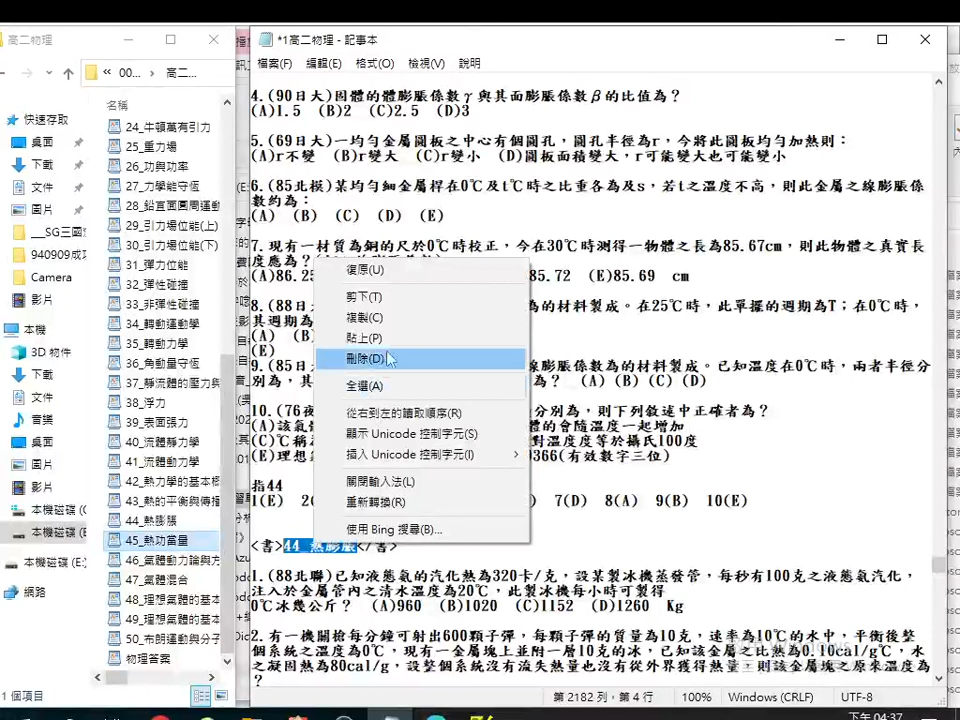 高二物理
00...
高二...
名稱
快速存取
桌面
下載
文件
圖片
___SG三國
940909成
Camera
影片
本機
3D 物件
下載
文件
音樂
桌面
圖片
影片
本機磁碟 (
本機磁碟 (
本機磁碟 (E:
網路
24_牛頓萬有引力
25_重力場
26_功與功率
27_力學能守恆
28_鉛直面圓周運動
29_引力場位能(上)
30_引力場位能(下)
31_彈力位能
32_彈性碰撞
33_非彈性碰撞
34_轉動運動學
35_轉動力學
36_角動量守恆
37_靜流體的壓力與
38_浮力
39_表面張力
40_流體靜力學
41_流體動力學
42_熱力學的基本
43_熱的平衡與傳播
44_熱膨脹
45_熱功當量
46_氣體動力論與方
47_氣體混合
48_理想氣體的基本
49_理想氣體的基本
50_布朗運動與分子
物理答案
1 個項目
*1高二物理 - 記事本
檔案(F) 編輯(E) 格式(O) 檢視(V) 說明
4.(90日大)固體的體膨脹係數γ與其面膨脹係數β的比值為？
(A)1.5 (B)2 (C)2.5 (D)3
5.(69日大)一均勻金屬圓板之中心有個圓孔，圓孔半徑為r，今將此圓板均勻加熱則：
(A)r不變 (B)r變大 (C)r變小 (D)圓板面積變大，r可能變大也可能變小
6.(85北模)某均勻細金屬桿在0℃及t℃時之比重各為及s，若t之溫度不高，則此金屬之線膨脹係
數約為：
(A) (B) (C) (D) (E)
7.現有一材質為銅的尺於0℃時校正，今在30℃時測得一物體之長為85.67cm，則此物體之真實長
度應為？
(A)86.25
85.72 (E)85.69 cm
8.(88日
為的材料製成。在25℃時，此單擺的週期為T；在0℃時，
其週期為
(A) (B
(E)
9.(85日
線膨脹係數為的材料製成。已知溫度在0℃時，兩者半徑分
別為，其
為？ (A) (B) (C) (D)
10.(76夜
分別為，則下列敘述中正確者為？
(A)該氣
體的會隨溫度一起增加
(C)℃稱
對溫度度等於攝氏100度
(E)理想
0366(有效數字三位)
指44
1(E) 2(
7(D) 8(A) 9(B) 10(E)
<書>44_熱膨脹</書>
1.(88北聯)已知液態氨的汽化熱為320卡/克，設某製冰機蒸發管，每秒有100克之液態氨汽化，
注入於金屬管內之清水溫度為20℃，此製冰機每小時可製得
0℃冰幾公斤？ (A)960 (B)1020 (C)1152 (D)1260 Kg
2.有一機關槍每分鐘可射出600顆子彈，每顆子彈的質量為10克，速率為10℃的水中，平衡後整
個系統之溫度為0℃，現有一金屬塊上並附一層10克的冰，已知該金屬之比熱為0.10cal/g℃，水
之凝固熱為80cal/g，設整個系統沒有流失熱量也沒有從外界獲得熱量，則該金屬塊之原來溫度為
？
復原(U)
剪下(T)
複製(C)
貼上(P)
刪除(D)
全選(A)
從右到左的讀取順序(R)
顯示 Unicode 控制字元(S)
插入 Unicode 控制字元(I)
關閉輸入法(L)
重新轉換(R)
使用 Bing 搜尋(B)...
第 2182 列，第 4 行
100%
Windows (CRLF)
UTF-8
下午 04:37